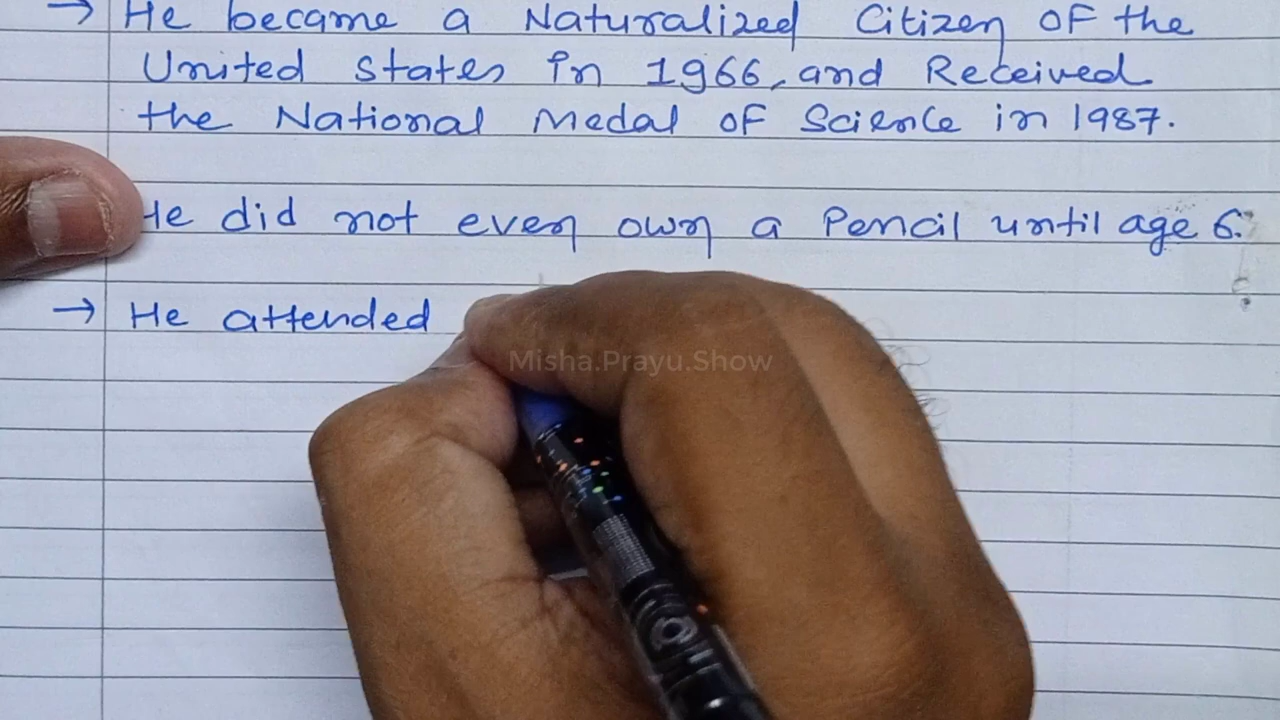 → He became a Naturalized Citizen OF the
United States in 1966, and Received
the National Medal OF Science in 1987.
He did not even own a Pencil until age 6.
→ He attended
Misha.Prayu.Show